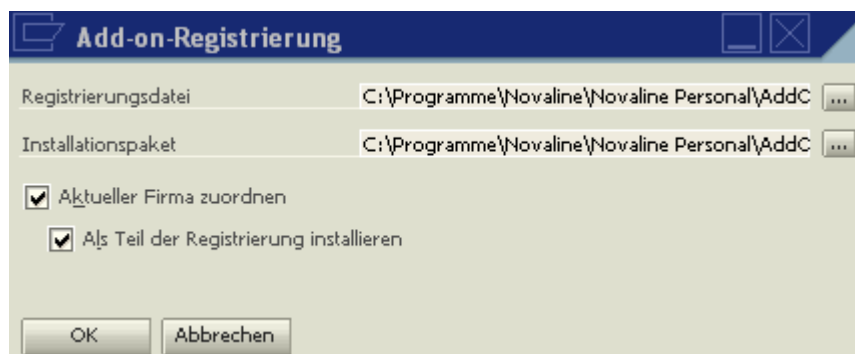 Add-on-Registrierung
Registrierungsdatei C:\Programme\Novaline\Novaline Personal\AddC ...
Installationspaket C:\Programme\Novaline\Novaline Personal\AddC ...
Aktueller Firma zuordnen
Als Teil der Registrierung installieren
OK Abbrechen